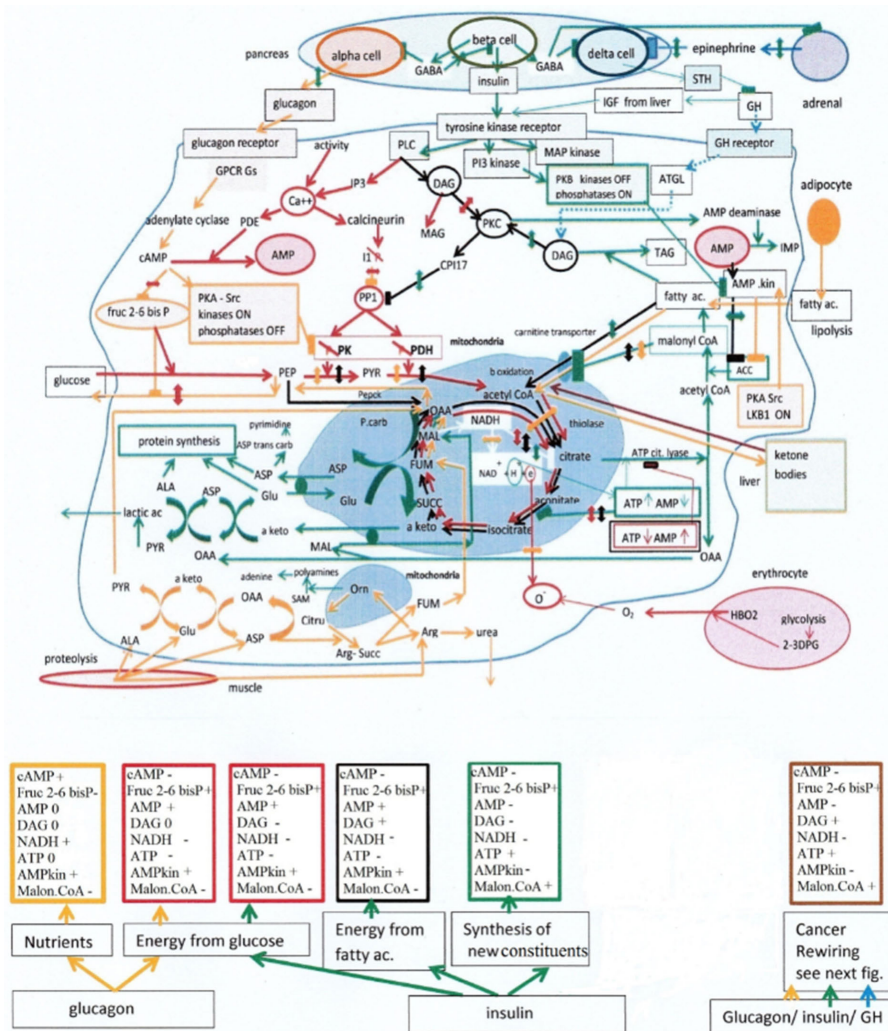 pancreas
alpha cell
beta cell
delta cell
epinephrine
GABA
GABA
insulin
STH
adrenal
glucagon
IGF from liver
GH
tyrosine kinase receptor
glucagon receptor
activity
PLC
MAP kinase
GH receptor
PI3 kinase
GPCR Gs
IP3
DAG
PKB kinases OFF
phosphatases ON
ATGL
adipocyte
Ca++
adenylate cyclase
PDE
calcineurin
MAG
PKC
AMP deaminase
cAMP
AMP
I1
CPI17
DAG
TAG
AMP
IMP
PP1
AMP .kin
fruc 2-6 bis P
PKA - Src
kinases ON
phosphatases OFF
fatty ac.
fatty ac.
lipolysis
carnitine transporter
PK
PDH
mitochondria
malonyl CoA
glucose
PEP
PYR
b oxidation
acetyl CoA
ACC
acetyl CoA
Pepck
OAA
NADH
PKA Src
LKB1 ON
P.carb
MAL
thiolase
pyrimidine
ASP trans carb
protein synthesis
citrate
ATP cit. lyase
ketone
bodies
liver
FUM
NAD + + H + e
ASP
ASP
ALA
ASP
Glu
Glu
aconitate
ATP AMP
SUCC
lactic ac
a keto
a keto
isocitrate
ATP AMP
PYR
OAA
MAL
OAA
erythrocyte
PYR
a keto
adenine
polyamines
mitochondria
OAA
SAM
Orn
FUM
O-
O2
HBO2
glycolysis
2-3DPG
Citru
ALA
Glu
ASP
Arg
urea
Arg- Succ
proteolysis
muscle
cAMP +
Fruc 2-6 bisP-
AMP 0
DAG 0
NADH +
ATP 0
AMPkin +
Malon.CoA -
cAMP -
Fruc 2-6 bisP+
AMP +
DAG 0
NADH -
ATP -
AMPkin +
Malon.CoA -
cAMP -
Fruc 2-6 bisP+
AMP +
DAG -
NADH -
ATP -
AMPkin +
Malon.CoA -
cAMP -
Fruc 2-6 bisP+
AMP +
DAG +
NADH -
ATP -
AMPkin +
Malon.CoA -
cAMP -
Fruc 2-6 bisP+
AMP -
DAG -
NADH -
ATP +
AMPkin-
Malon.CoA +
cAMP -
Fruc 2-6 bisP+
AMP -
DAG +
NADH -
ATP +
AMPkin-
Malon.CoA +
Nutrients
Energy from glucose
Energy from
fatty ac.
Synthesis of
new constituents
Cancer
Rewiring
see next fig.
glucagon
insulin
Glucagon/ insulin/ GH